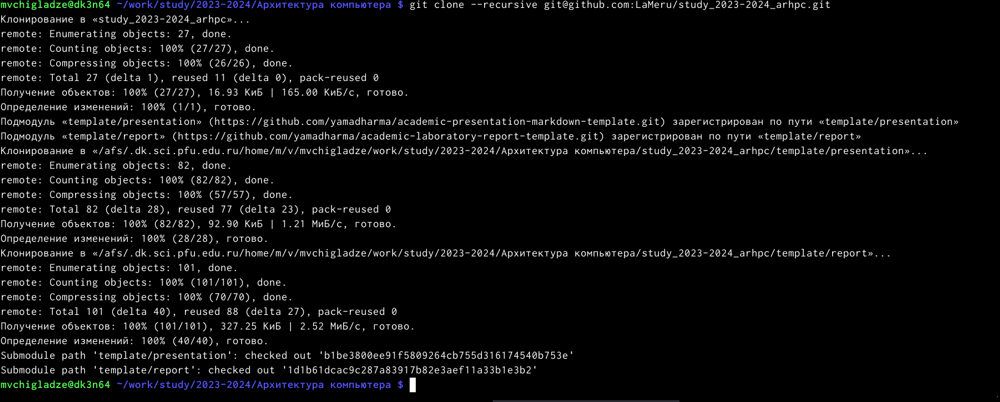 mvchigladze@dk3n64 ~/work/study/2023-2024/Архитектура компьютера $ git clone --recursive git@github.com:LaMeru/study_2023-2024_arhpc.git
Клонирование в «study_2023-2024_arhpc»...
remote: Enumerating objects: 27, done.
remote: Counting objects: 100% (27/27), done.
remote: Compressing objects: 100% (26/26), done.
remote: Total 27 (delta 1), reused 11 (delta 0), pack-reused 0
Получение объектов: 100% (27/27), 16.93 КиБ | 165.00 КиБ/с, готово.
Определение изменений: 100% (1/1), готово.
Подмодуль «template/presentation» (https://github.com/yamadharma/academic-presentation-markdown-template.git) зарегистрирован по пути «template/presentation»
Подмодуль «template/report» (https://github.com/yamadharma/academic-laboratory-report-template.git) зарегистрирован по пути «template/report»
Клонирование в «/afs/.dk.sci.pfu.edu.ru/home/m/v/mvchigladze/work/study/2023-2024/Архитектура компьютера/study_2023-2024_arhpc/template/presentation»...
remote: Enumerating objects: 82, done.
remote: Counting objects: 100% (82/82), done.
remote: Compressing objects: 100% (57/57), done.
remote: Total 82 (delta 28), reused 77 (delta 23), pack-reused 0
Получение объектов: 100% (82/82), 92.90 КиБ | 1.21 МиБ/с, готово.
Определение изменений: 100% (28/28), готово.
Клонирование в «/afs/.dk.sci.pfu.edu.ru/home/m/v/mvchigladze/work/study/2023-2024/Архитектура компьютера/study_2023-2024_arhpc/template/report»...
remote: Enumerating objects: 101, done.
remote: Counting objects: 100% (101/101), done.
remote: Compressing objects: 100% (70/70), done.
remote: Total 101 (delta 40), reused 88 (delta 27), pack-reused 0
Получение объектов: 100% (101/101), 327.25 КиБ | 2.52 МиБ/с, готово.
Определение изменений: 100% (40/40), готово.
Submodule path 'template/presentation': checked out 'b1be3800ee91f5809264cb755d316174540b753e'
Submodule path 'template/report': checked out '1d1b61dcac9c287a83917b82e3aef11a33b1e3b2'
mvchigladze@dk3n64 ~/work/study/2023-2024/Архитектура компьютера $